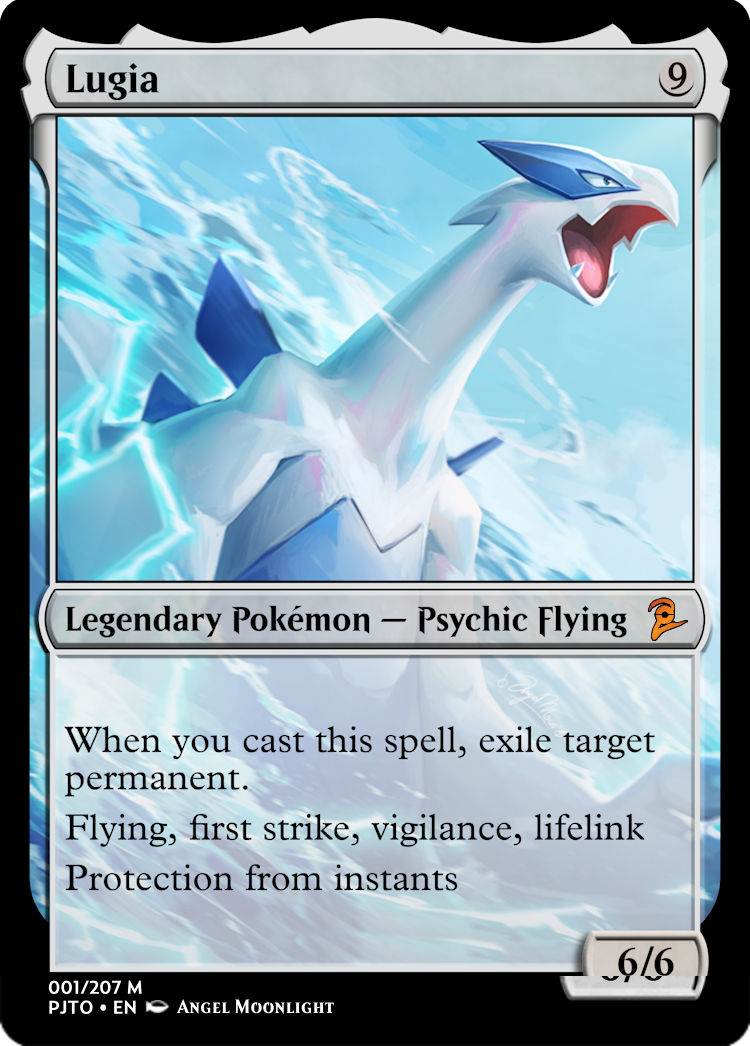 Lugia 9
Legendary Pokémon — Psychic Flying
When you cast this spell, exile target
permanent.
Flying, first strike, vigilance, lifelink
Protection from instants
6/6
001/207 M
PJTO • EN Angel Moonlight